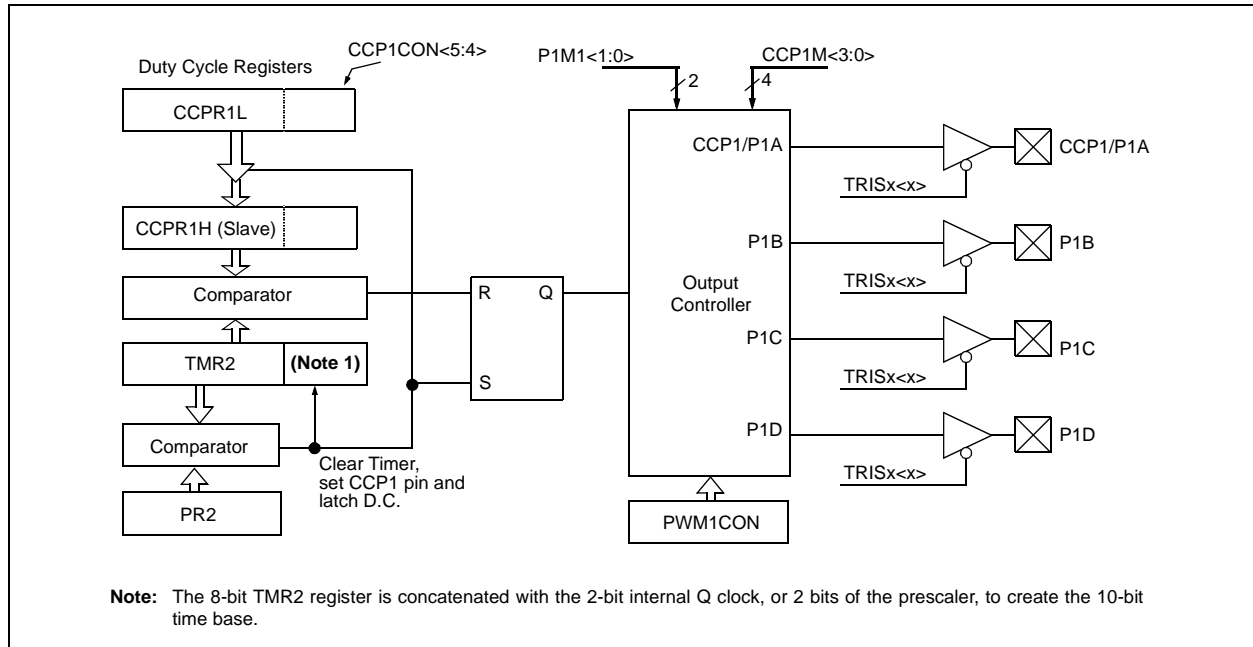 CCP1CON<5:4>
Duty Cycle Registers
CCPR1L
CCPR1H (Slave)
Comparator
TMR2
(Note 1)
Comparator
PR2
Clear Timer,
set CCP1 pin and
latch D.C.
R
Q
S
P1M1<1:0>
2
CCP1M<3:0>
4
Output
Controller
CCP1/P1A
P1B
P1C
P1D
PWM1CON
TRISx<x>
CCP1/P1A
TRISx<x>
P1B
TRISx<x>
P1C
TRISx<x>
P1D
Note: The 8-bit TMR2 register is concatenated with the 2-bit internal Q clock, or 2 bits of the prescaler, to create the 10-bit
time base.